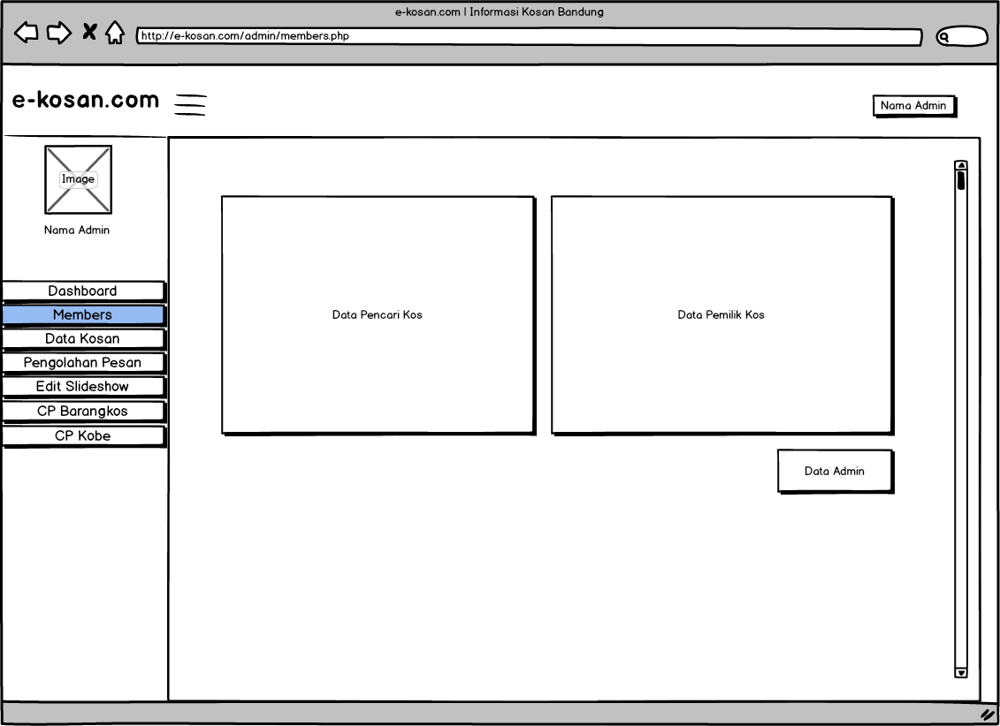 e-kosan.com | Informasi Kosan Bandung
http://e-kosan.com/admin/members.php
e-kosan.com
Nama Admin
Image
Nama Admin
Dashboard
Members
Data Kosan
Pengolahan Pesan
Edit Slideshow
CP Barangkos
CP Kobe
Data Pencari Kos
Data Pemilik Kos
Data Admin